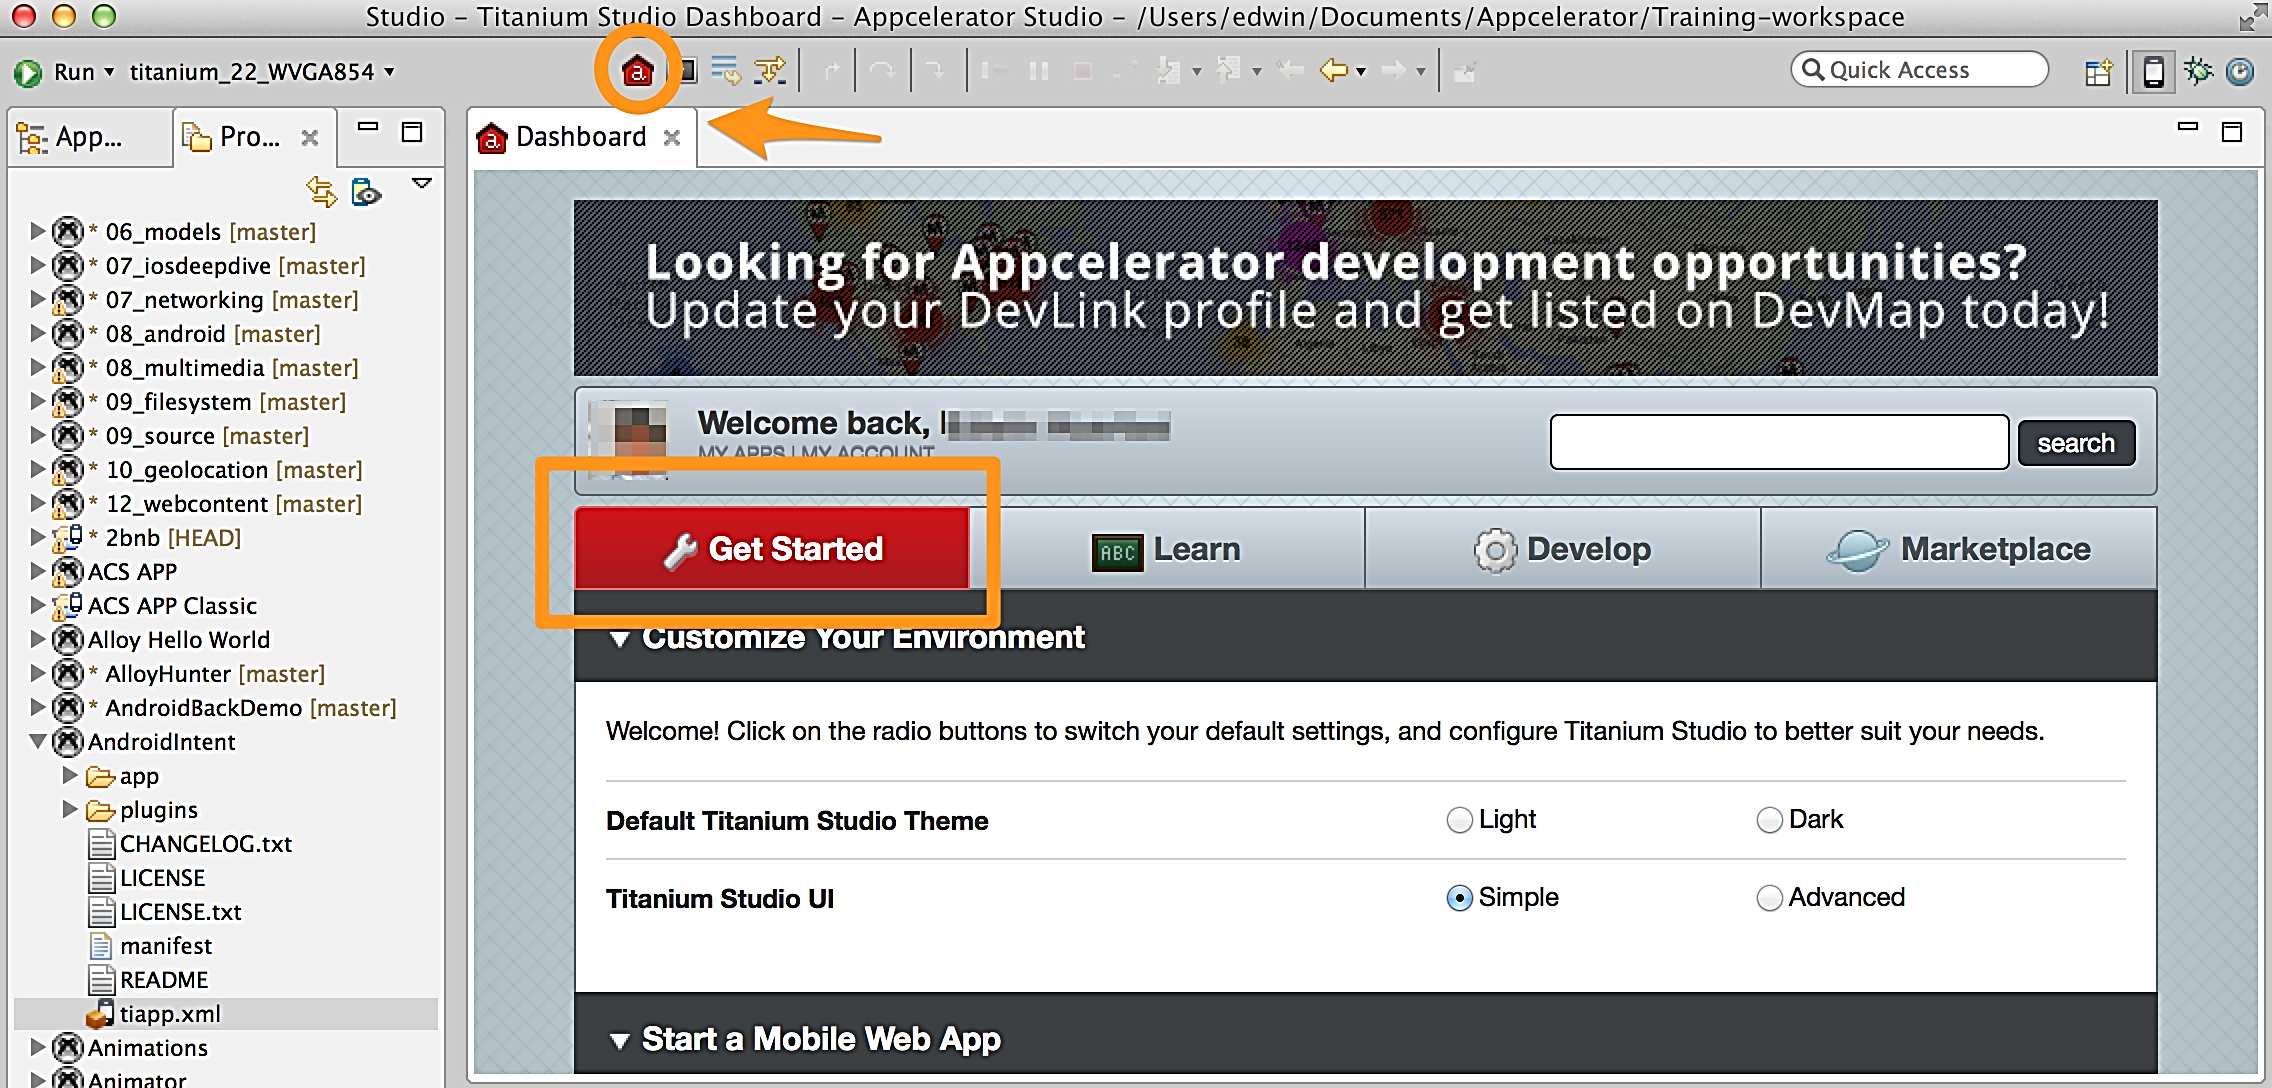 Studio – Titanium Studio Dashboard – Appcelerator Studio – /Users/edwin/Documents/Appcelerator/Training-workspace
Run titanium_22_WVGA854
Quick Access
App...
Pro...
* 06_models [master]
* 07_iosdeepdive [master]
* 07_networking [master]
* 08_android [master]
* 08_multimedia [master]
* 09_filesystem [master]
* 09_source [master]
* 10_geolocation [master]
* 12_webcontent [master]
* 2bnb [HEAD]
ACS APP
ACS APP Classic
Alloy Hello World
* AlloyHunter [master]
* AndroidBackDemo [master]
AndroidIntent
app
plugins
CHANGELOG.txt
LICENSE
LICENSE.txt
manifest
README
tiapp.xml
Animations
Animator
a Dashboard
Looking for Appcelerator development opportunities?
Update your DevLink profile and get listed on DevMap today!
Welcome back,
MY APPS | MY ACCOUNT
search
Get Started
ABC Learn
Develop
Marketplace
Customize Your Environment
Welcome! Click on the radio buttons to switch your default settings, and configure Titanium Studio to better suit your needs.
Default Titanium Studio Theme Light Dark
Titanium Studio UI Simple Advanced
Start a Mobile Web App